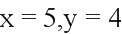 x = 5,y = 4